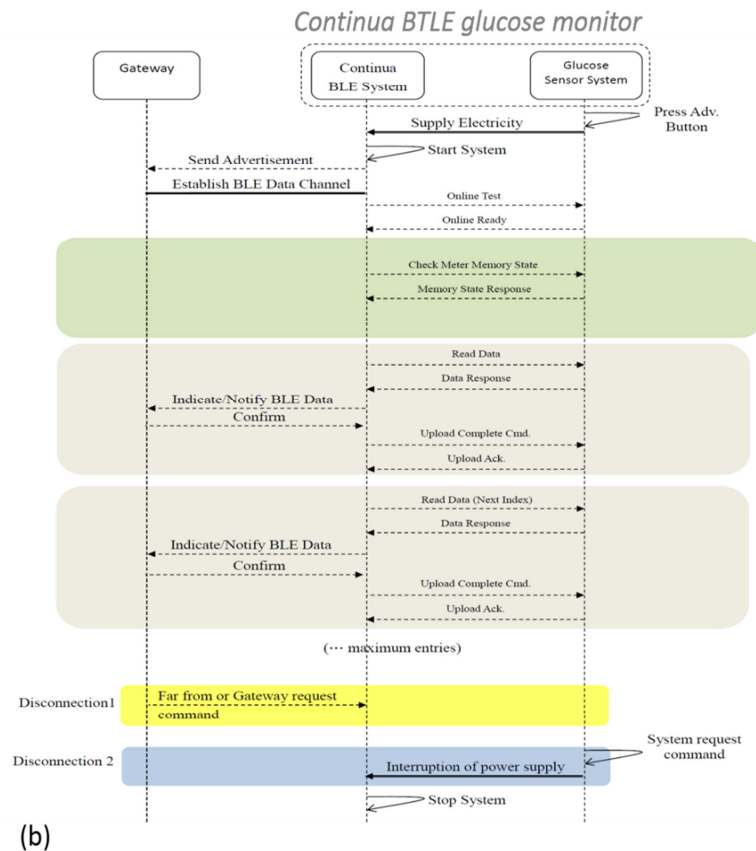 Continua BTLE glucose monitor
Gateway
Continua
BLE System
Glucose
Sensor System
Press Adv.
Button
Supply Electricity
Start System
Send Advertisement
Establish BLE Data Channel
Online Test
Online Ready
Check Meter Memory State
Memory State Response
Read Data
Data Response
Indicate/Notify BLE Data
Confirm
Upload Complete Cmd.
Upload Ack.
Read Data (Next Index)
Data Response
Indicate/Notify BLE Data
Confirm
Upload Complete Cmd.
Upload Ack.
(··· maximum entries)
Disconnection1
Far from or Gateway request
command
System request
command
Disconnection 2
Interruption of power supply
Stop System
(b)